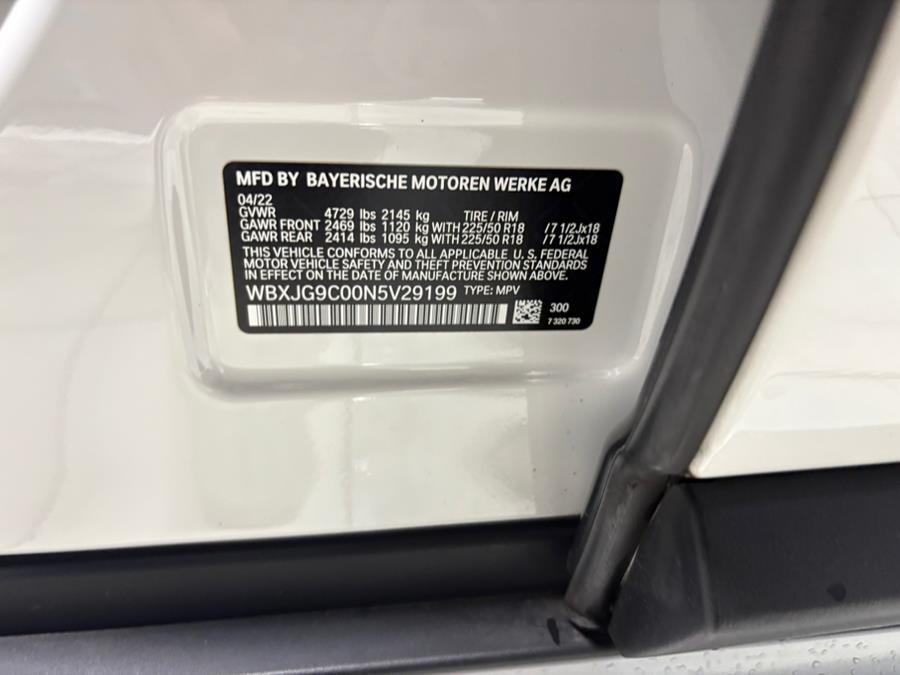 MFD BY BAYERISCHE MOTOREN WERKE AG
04/22
GVWR 4729 lbs 2145 kg TIRE / RIM
GAWR FRONT 2469 lbs 1120 kg WITH 225/50 R18 / 7 1/2Jx18
GAWR REAR 2414 lbs 1095 kg WITH 225/50 R18 / 7 1/2Jx18
THIS VEHICLE CONFORMS TO ALL APPLICABLE U. S. FEDERAL
MOTOR VEHICLE SAFETY AND THEFT PREVENTION STANDARDS
IN EFFECT ON THE DATE OF MANUFACTURE SHOWN ABOVE.
WBXJG9C00N5V29199 TYPE: MPV
300
7 320 730